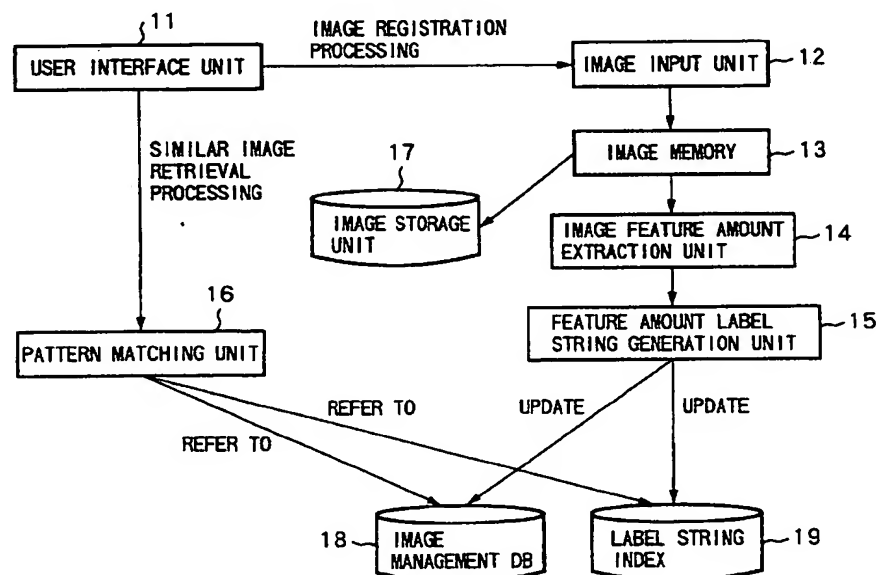 11
USER INTERFACE UNIT
IMAGE REGISTRATION
PROCESSING
IMAGE INPUT UNIT
12
SIMILAR IMAGE
RETRIEVAL
PROCESSING
IMAGE MEMORY
13
17
IMAGE STORAGE
UNIT
IMAGE FEATURE AMOUNT
EXTRACTION UNIT
14
16
PATTERN MATCHING UNIT
FEATURE AMOUNT LABEL
STRING GENERATION UNIT
15
REFER TO
REFER TO
UPDATE
UPDATE
18
IMAGE
MANAGEMENT DB
LABEL STRING
INDEX
19